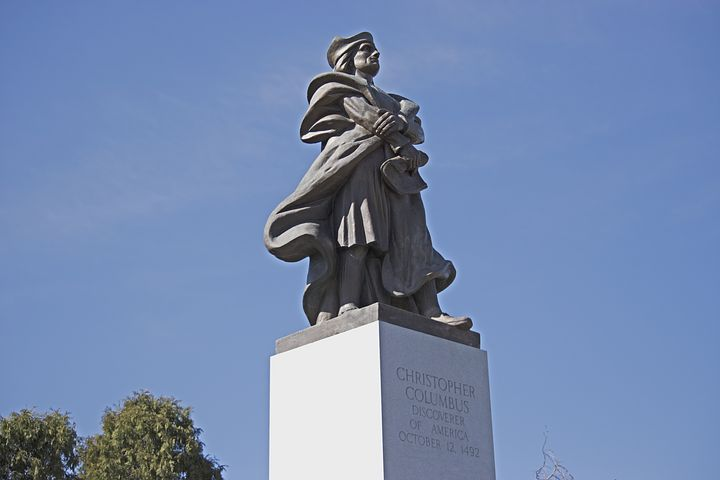 CHRISTOPHER
COLUMBUS
DISCOVERER
OF AMERICA
OCTOBER 12, 1492